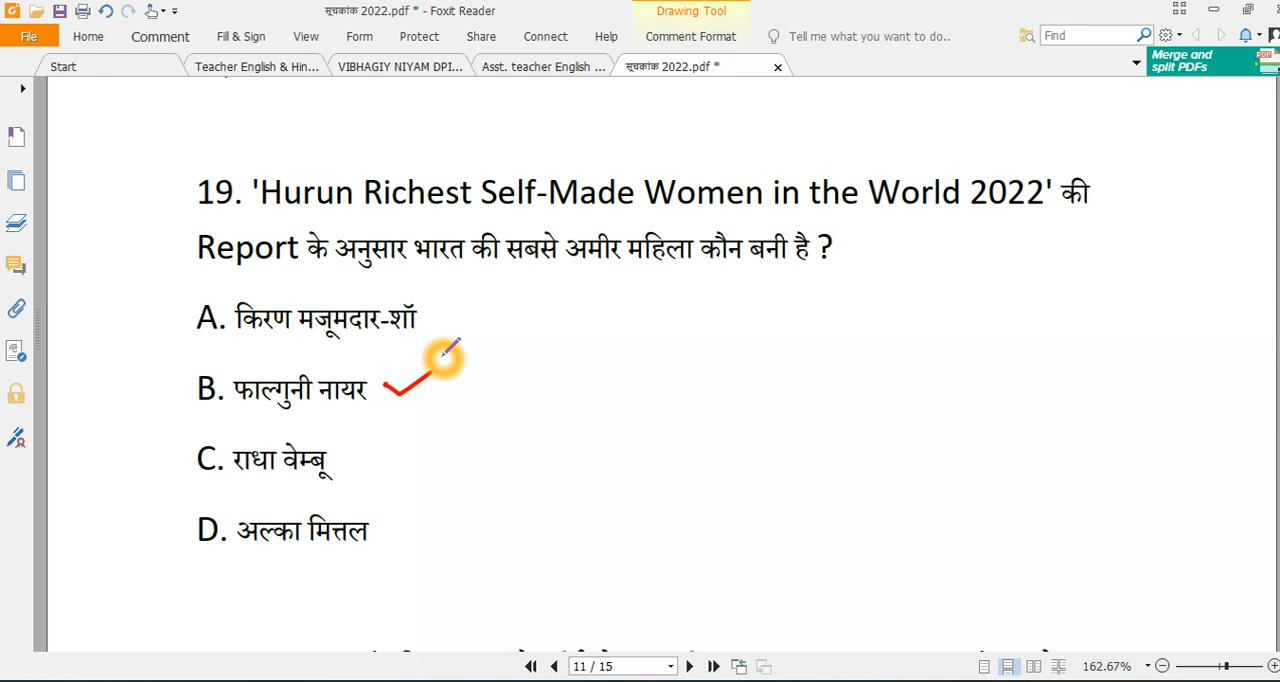 सूचकांक 2022.pdf * - Foxit Reader
Drawing Tool
File Home Comment Fill & Sign View Form Protect Share Connect Help Comment Format Tell me what you want to do.. Find
Start Teacher English & Hin... VIBHAGIY NIYAM DPI... Asst. teacher English ... सूचकांक 2022.pdf *
Merge and
split PDFs
19. 'Hurun Richest Self-Made Women in the World 2022' की
Report के अनुसार भारत की सबसे अमीर महिला कौन बनी है ?
A. किरण मजूमदार-शॉ
B. फाल्गुनी नायर
C. राधा वेम्बू
D. अल्का मित्तल
11 / 15
162.67%